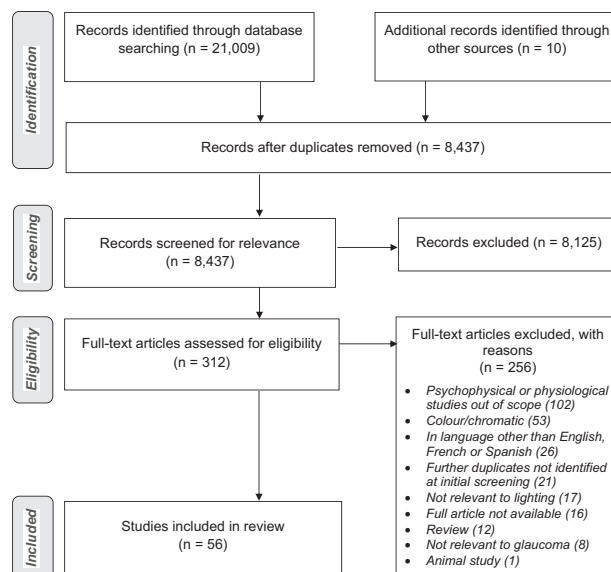 Identification
Records identified through database
searching (n = 21,009)
Additional records identified through
other sources (n = 10)
Records after duplicates removed (n = 8,437)
Screening
Records screened for relevance
(n = 8,437)
Records excluded (n = 8,125)
Eligibility
Full-text articles assessed for eligibility
(n = 312)
Full-text articles excluded, with
reasons
(n = 256)
• Psychophysical or physiological
studies out of scope (102)
• Colour/chromatic (53)
• In language other than English,
French or Spanish (26)
• Further duplicates not identified
at initial screening (21)
• Not relevant to lighting (17)
• Full article not available (16)
• Review (12)
• Not relevant to glaucoma (8)
• Animal study (1)
Included
Studies included in review
(n = 56)